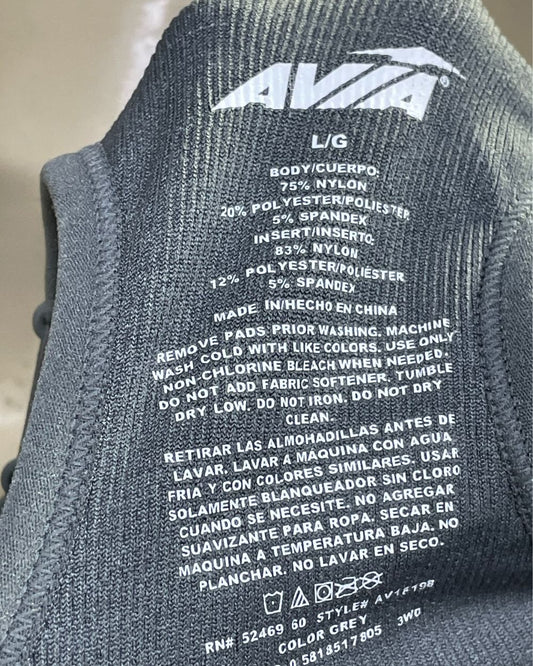 AVIA
L/G
BODY/CUERPO:
75% NYLON
20% POLYESTER/POLIESTER
5% SPANDEX
INSERT/INSERTO:
83% NYLON
12% POLYESTER/POLIÉSTER
5% SPANDEX
MADE IN/HECHO EN CHINA
REMOVE PADS PRIOR WASHING. MACHINE
WASH COLD WITH LIKE COLORS. USE ONLY
NON-CHLORINE BLEACH WHEN NEEDED.
DO NOT ADD FABRIC SOFTENER. TUMBLE
DRY LOW. DO NOT IRON. DO NOT DRY
CLEAN.
RETIRAR LAS ALMOHADILLAS ANTES DE
LAVAR. LAVAR A MÁQUINA CON AGUA
FRIA Y CON COLORES SIMILARES. USAR
SOLAMENTE BLANQUEADOR SIN CLORO
CUANDO SE NECESITE. NO AGREGAR
SUAVIZANTE PARA ROPA. SECAR EN
MAQUINA A TEMPERATURA BAJA. NO
PLANCHAR. NO LAVAR EN SECO.
RN# 52469 60 STYLE#
COLOR GREY 3W0
5818517805